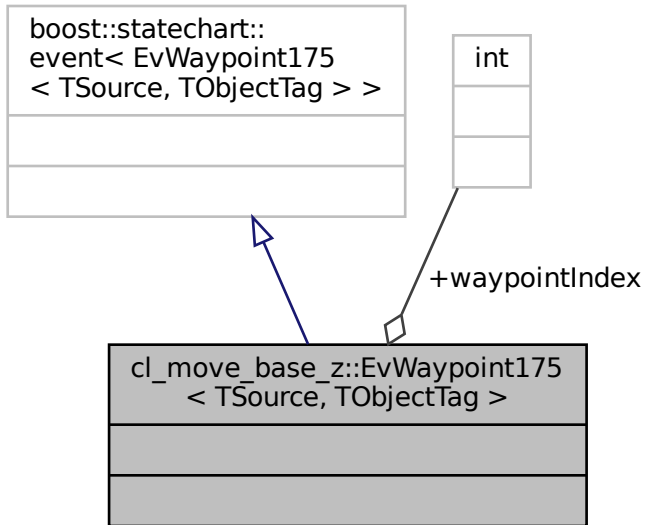 boost::statechart::
event< EvWaypoint175
< TSource, TObjectTag > >
int
+waypointIndex
cl_move_base_z::EvWaypoint175
< TSource, TObjectTag >